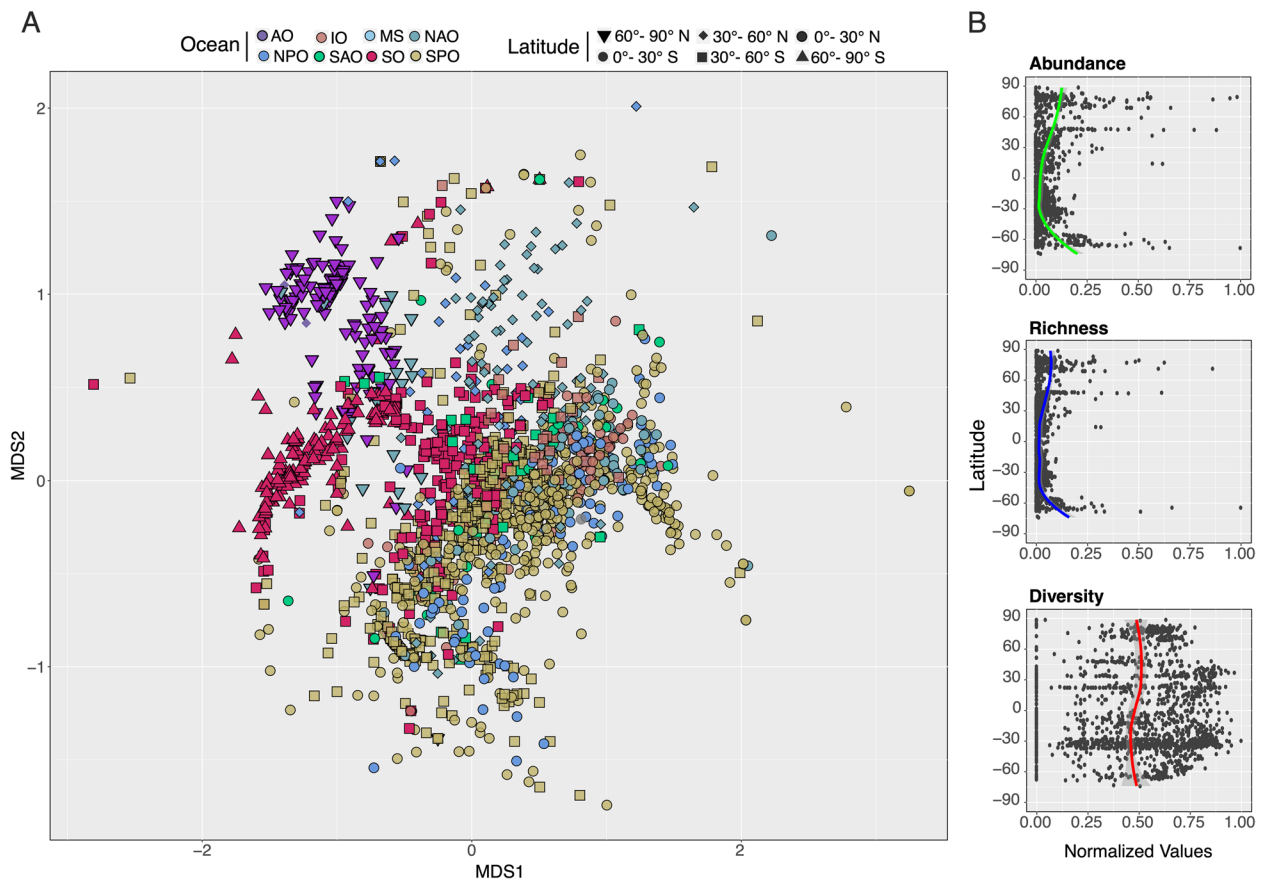 A
Ocean
AO
IO
MS
NAO
NPO
SAO
SO
SPO
Latitude
60°- 90° N
30°- 60° N
0°- 30° N
0°- 30° S
30°- 60° S
60°- 90° S
2
1
0
−1
MDS2
−2
0
2
MDS1
B
Abundance
90
60
30
0
−30
−60
−90
0.00 0.25 0.50 0.75 1.00
Richness
90
60
30
0
−30
−60
−90
0.00 0.25 0.50 0.75 1.00
Latitude
Diversity
90
60
30
0
−30
−60
−90
0.00 0.25 0.50 0.75 1.00
Normalized Values